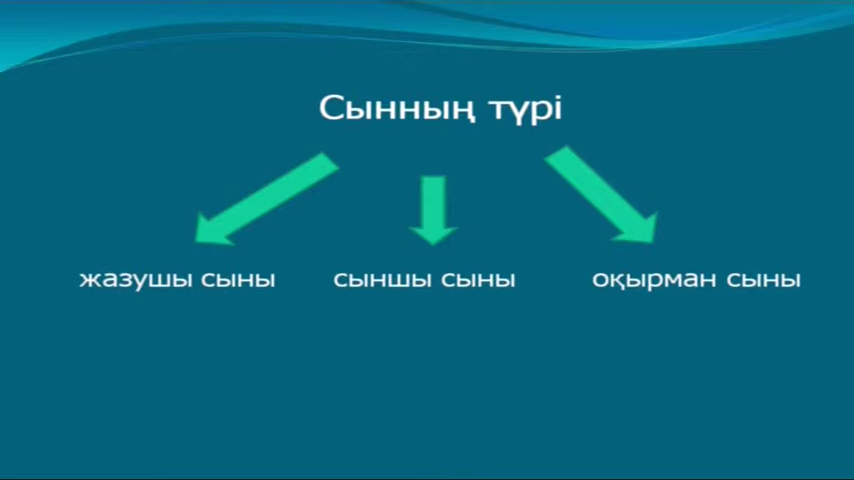 Сынның түрі
жазушы сыны сыншы сыны оқырман сыны